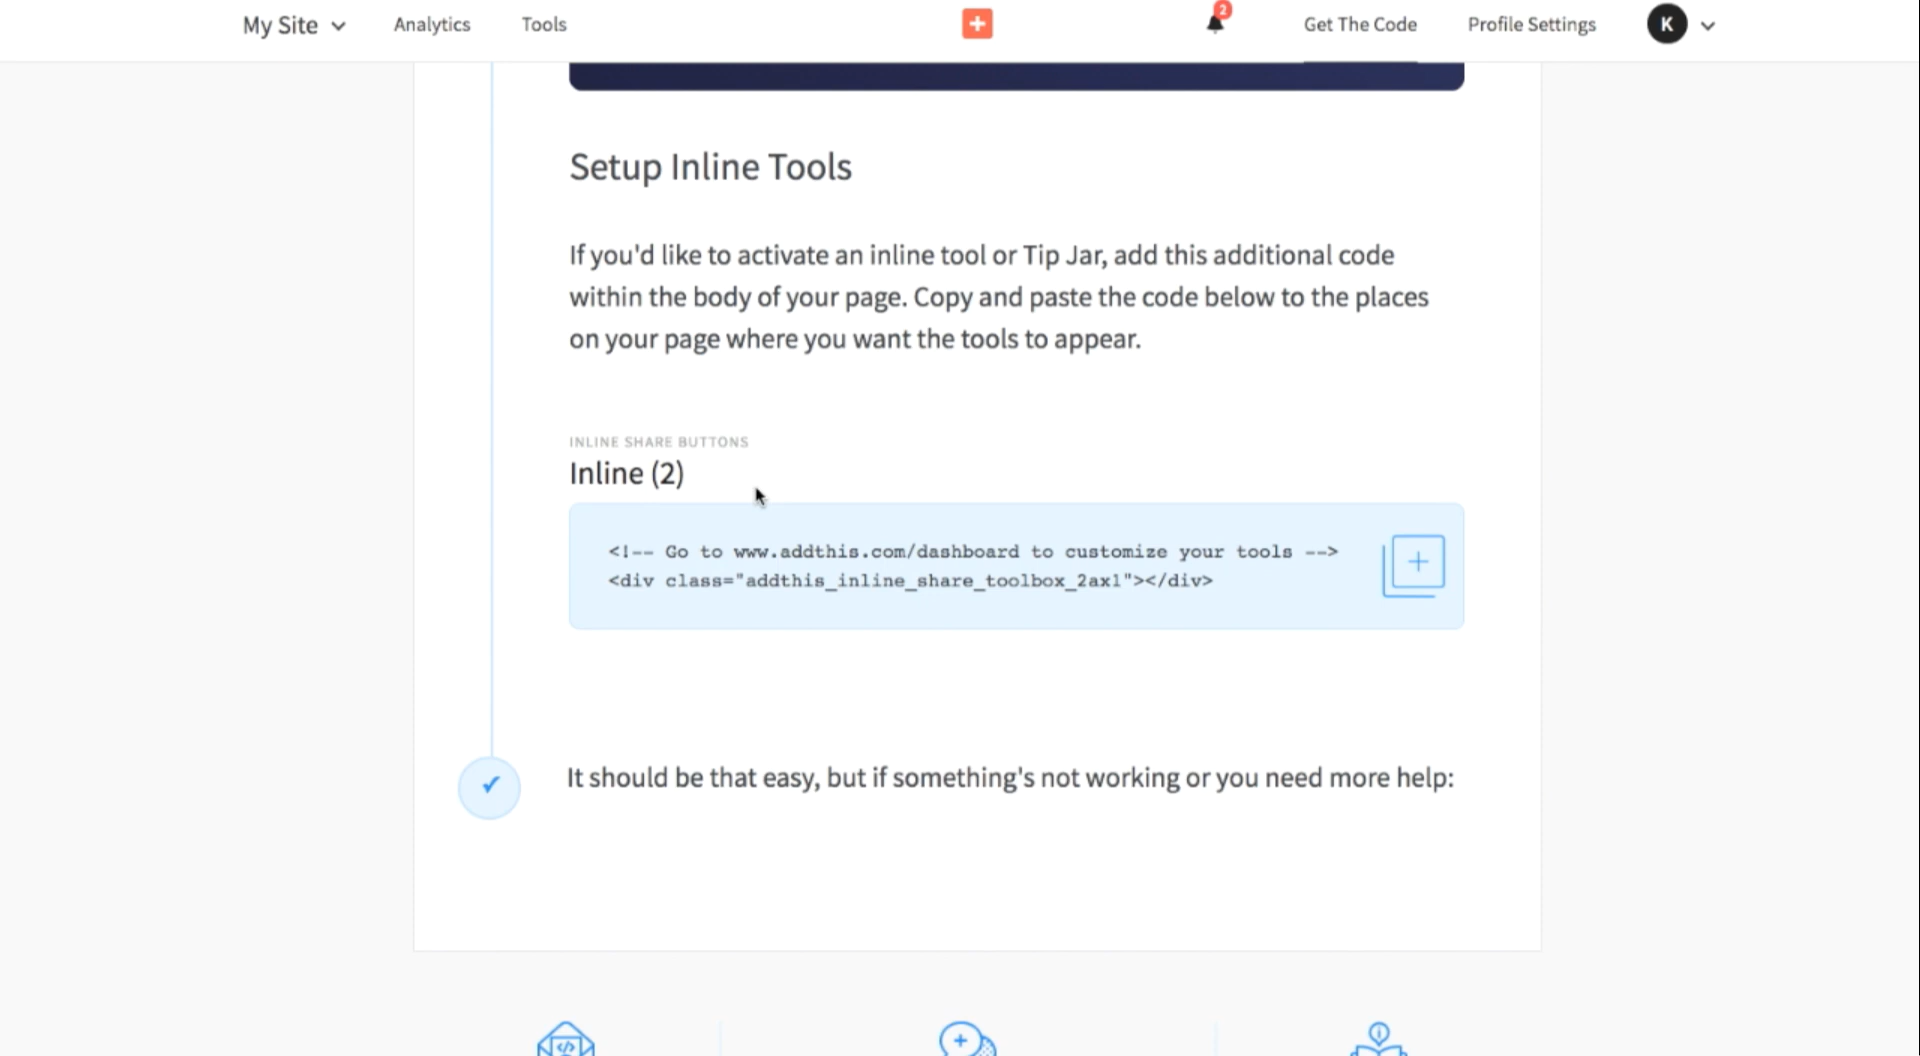 My Site
Analytics
Tools
2
Get The Code
Profile Settings
K
Setup Inline Tools
If you'd like to activate an inline tool or Tip Jar, add this additional code
within the body of your page. Copy and paste the code below to the places
on your page where you want the tools to appear.
INLINE SHARE BUTTONS
Inline (2)
<!-- Go to www.addthis.com/dashboard to customize your tools -->
<div class="addthis_inline_share_toolbox_2ax1"></div>
It should be that easy, but if something's not working or you need more help: